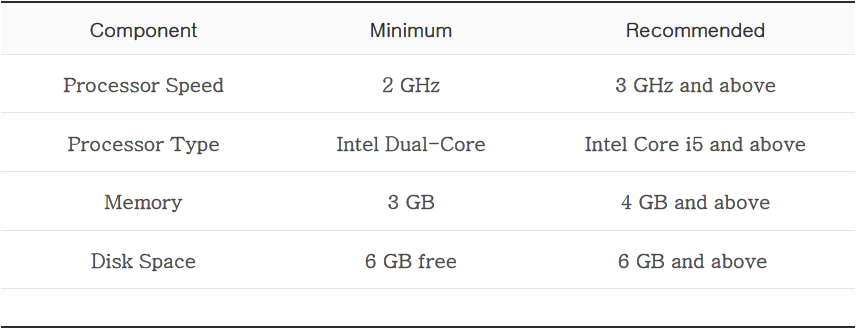 Component Minimum Recommended
Processor Speed 2 GHz 3 GHz and above
Processor Type Intel Dual-Core Intel Core i5 and above
Memory 3 GB 4 GB and above
Disk Space 6 GB free 6 GB and above